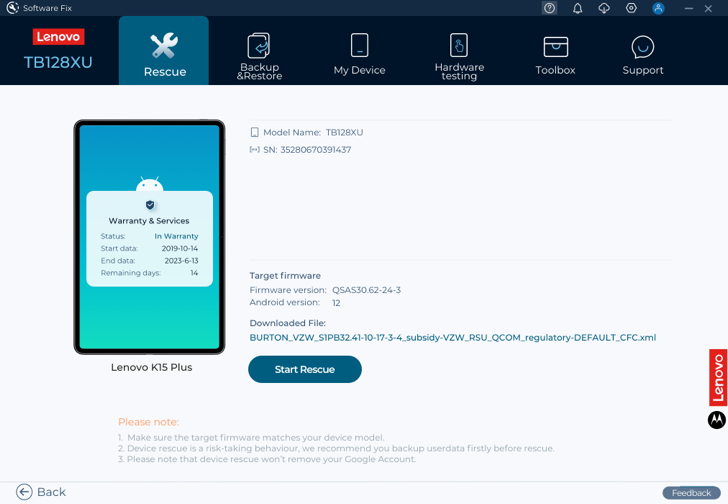 Software Fix
Lenovo
TB128XU
Rescue
Backup
&Restore
My Device
Hardware
testing
Toolbox
Support
Model Name: TB128XU
SN: 35280670391437
Warranty & Services
Status: In Warranty
Start data: 2019-10-14
End data: 2023-6-13
Remaining days: 14
Lenovo K15 Plus
Target firmware
Firmware version: QSAS30.62-24-3
Android version: 12
Downloaded File:
BURTON_VZW_S1PB32.41-10-17-3-4_subsidy-VZW_RSU_QCOM_regulatory-DEFAULT_CFC.xml
Start Rescue
Lenovo
Please note:
1. Make sure the target firmware matches your device model.
2. Device rescue is a risk-taking behaviour, we recommend you backup userdata firstly before rescue.
3. Please note that device rescue won't remove your Google Account.
Back
Feedback